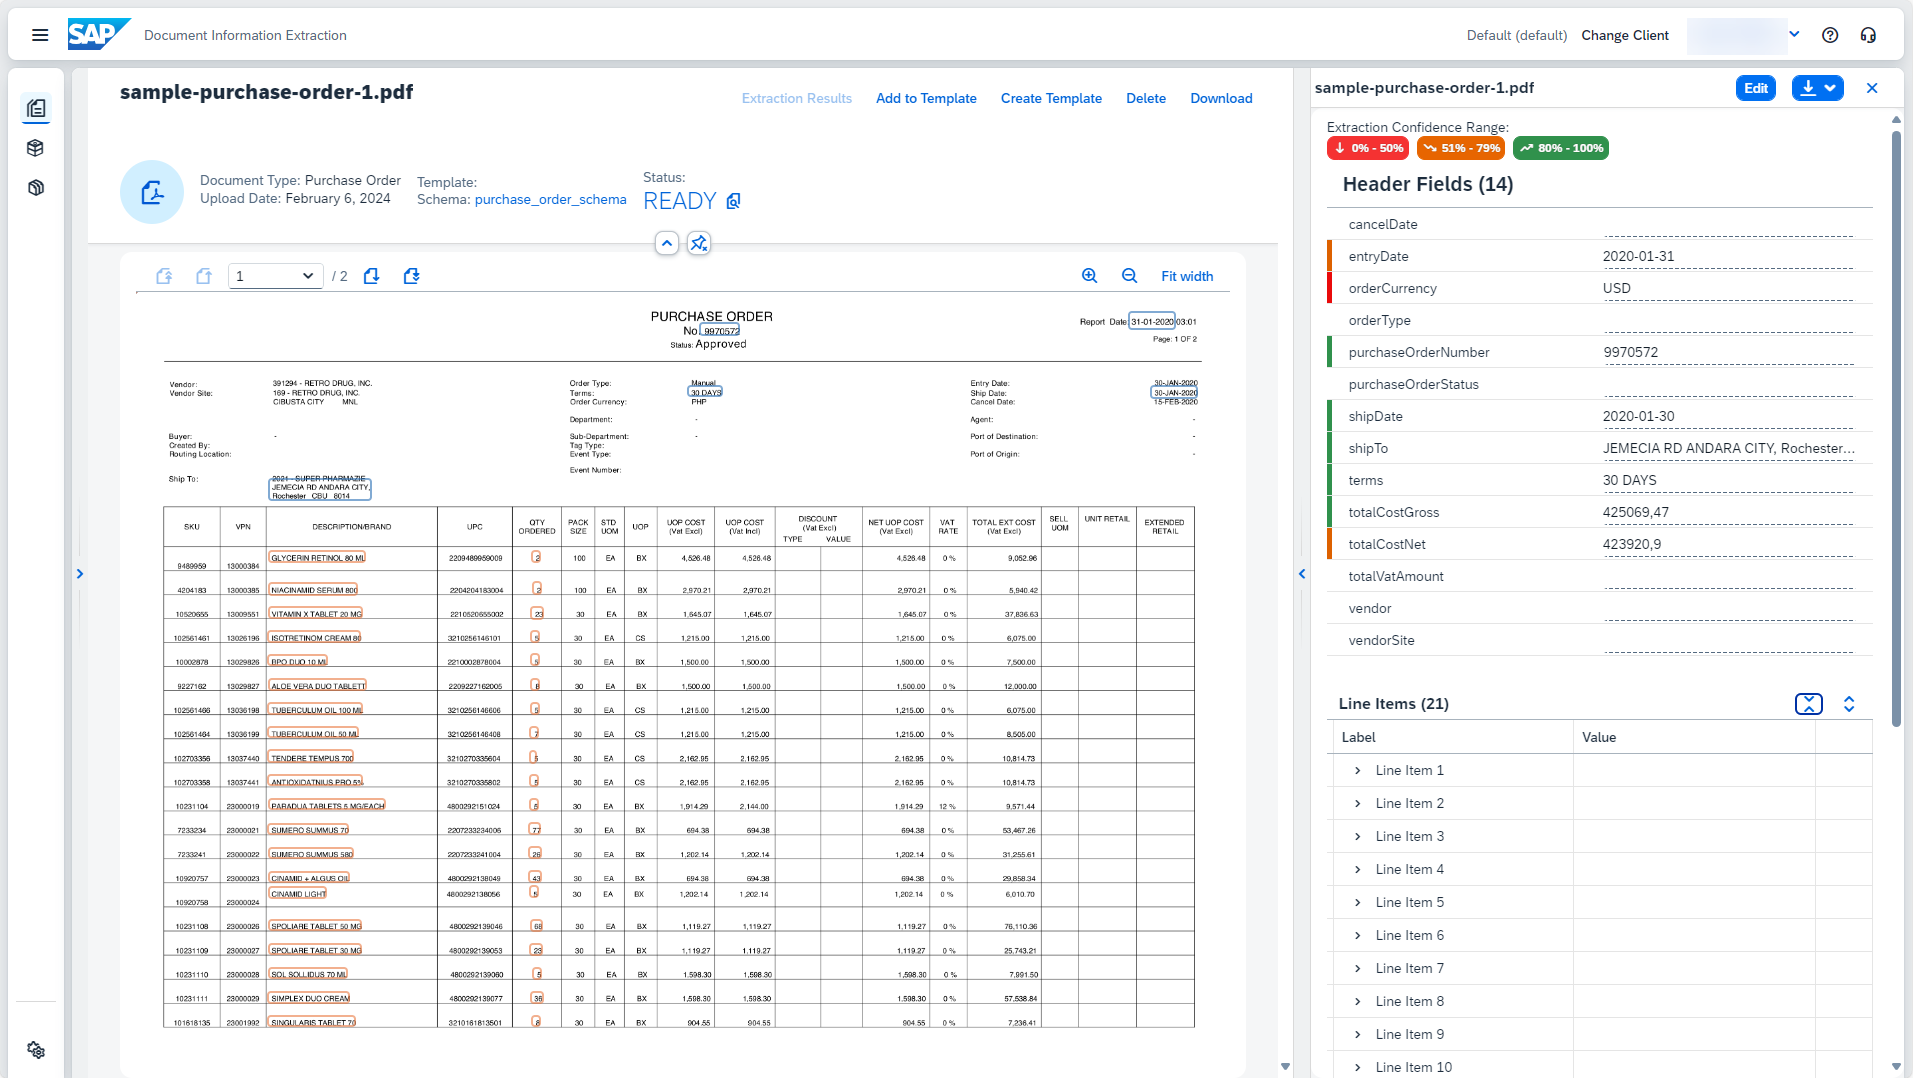 SAP Document Information Extraction
Default (default) Change Client
sample-purchase-order-1.pdf
Extraction Results Add to Template Create Template Delete Download
Document Type: Purchase Order
Upload Date: February 6, 2024
Template:
Schema: purchase_order_schema
Status:
READY
1 / 2
Fit width
PURCHASE ORDER
No. 9970572
Status: Approved
Report Date: 31-01-2020 03:01
Page: 1 OF 2
Vendor: 391294 - RETRO DRUG, INC.
Vendor Site: 169 - RETRO DRUG, INC.
CIBUSTA CITY MNL
Buyer: -
Created By:
Routing Location:
Ship To: 2021 - SUPER PHARMAZIE
JEMECIA RD ANDARA CITY,
Rochester CBU 8014
Order Type: Manual
Terms: 30 DAYS
Order Currency: PHP
Department: -
Sub-Department: -
Tag Type:
Event Type:
Event Number:
Entry Date: 30-JAN-2020
Ship Date: 30-JAN-2020
Cancel Date: 15-FEB-2020
Agent: -
Port of Destination: -
Port of Origin: -
SKU VPN DESCRIPTION/BRAND UPC QTY ORDERED PACK SIZE STD UOM UOP UOP COST (Vat Excl) UOP COST (Vat Incl) DISCOUNT (Vat Excl) TYPE VALUE NET UOP COST (Vat Excl) VAT RATE TOTAL EXT COST (Vat Excl) SELL UOM UNIT RETAIL EXTENDED RETAIL
9489959 13000384 GLYCERIN RETINOL 80 ML 2209489959009 2 100 EA BX 4,526.48 4,526.48 4,526.48 0 % 9,052.96
4204183 13000385 NIACINAMID SERUM 800 2204204183004 2 100 EA BX 2,970.21 2,970.21 2,970.21 0 % 5,940.42
10520655 13009551 VITAMIN X TABLET 20 MG 2210520655002 23 30 EA BX 1,645.07 1,645.07 1,645.07 0 % 37,836.63
102561461 13026196 ISOTRETINOM CREAM 80 3210256146101 5 30 EA CS 1,215.00 1,215.00 1,215.00 0 % 6,075.00
10002878 13029826 BPO DUO 10 ML 2210002878004 5 30 EA BX 1,500.00 1,500.00 1,500.00 0 % 7,500.00
9227162 13029827 ALOE VERA DUO TABLETT 2209227162005 8 30 EA BX 1,500.00 1,500.00 1,500.00 0 % 12,000.00
102561466 13036198 TUBERCULUM OIL 100 ML 3210256146606 5 30 EA CS 1,215.00 1,215.00 1,215.00 0 % 6,075.00
102561464 13036199 TUBERCULUM OIL 50 ML 3210256146408 7 30 EA CS 1,215.00 1,215.00 1,215.00 0 % 8,505.00
102703356 13037440 TENDERE TEMPUS 700 3210270335604 5 30 EA CS 2,162.95 2,162.95 2,162.95 0 % 10,814.73
102703358 13037441 ANTIOXIDATNIUS PRO 5% 3210270335802 5 30 EA CS 2,162.95 2,162.95 2,162.95 0 % 10,814.73
10231104 23000019 PARADUA TABLETS 5 MG/EACH 4800292151024 5 30 EA BX 1,914.29 2,144.00 1,914.29 12 % 9,571.44
7233234 23000021 SUMERO SUMMUS 70 2207233234006 77 30 EA BX 694.38 694.38 694.38 0 % 53,467.26
7233241 23000022 SUMERO SUMMUS 580 2207233241004 26 30 EA BX 1,202.14 1,202.14 1,202.14 0 % 31,255.61
10920757 23000023 CINAMID + ALGUS OIL 4800292138049 43 30 EA BX 694.38 694.38 694.38 0 % 29,858.34
10920758 23000024 CINAMID LIGHT 4800292138056 5 30 EA BX 1,202.14 1,202.14 1,202.14 0 % 6,010.70
10231108 23000026 SPOLIARE TABLET 50 MG 4800292139046 68 30 EA BX 1,119.27 1,119.27 1,119.27 0 % 76,110.36
10231109 23000027 SPOLIARE TABLET 30 MG 4800292139053 23 30 EA BX 1,119.27 1,119.27 1,119.27 0 % 25,743.21
10231110 23000028 SOL SOLLIDUS 70 ML 4800292139060 5 30 EA BX 1,598.30 1,598.30 1,598.30 0 % 7,991.50
10231111 23000029 SIMPLEX DUO CREAM 4800292139077 36 30 EA BX 1,598.30 1,598.30 1,598.30 0 % 57,538.84
101618135 23001992 SINGULARIS TABLET 70 3210161813501 8 30 EA BX 904.55 904.55 904.55 0 % 7,236.41
sample-purchase-order-1.pdf Edit
Extraction Confidence Range:
0% - 50% 51% - 79% 80% - 100%
Header Fields (14)
cancelDate
entryDate 2020-01-31
orderCurrency USD
orderType
purchaseOrderNumber 9970572
purchaseOrderStatus
shipDate 2020-01-30
shipTo JEMECIA RD ANDARA CITY, Rochester...
terms 30 DAYS
totalCostGross 425069,47
totalCostNet 423920,9
totalVatAmount
vendor
vendorSite
Line Items (21)
Label Value
Line Item 1
Line Item 2
Line Item 3
Line Item 4
Line Item 5
Line Item 6
Line Item 7
Line Item 8
Line Item 9
Line Item 10